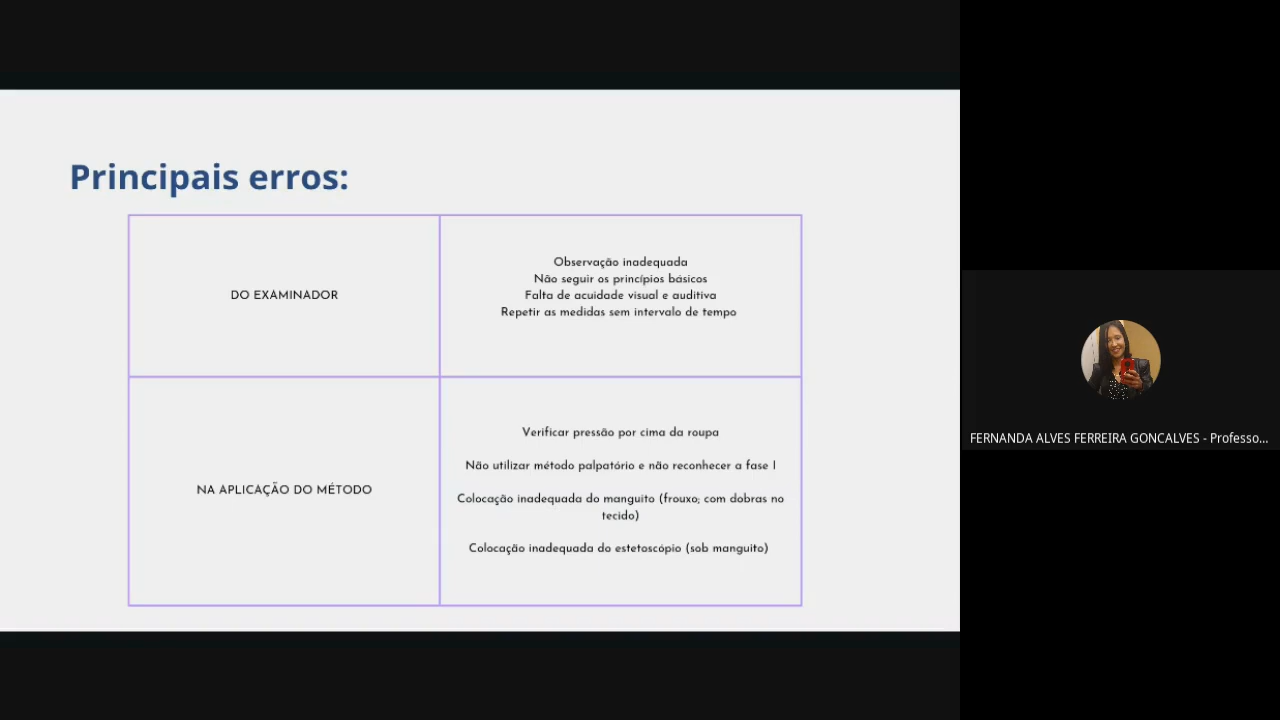 Principais erros:
DO EXAMINADOR
Observação inadequada
Não seguir os princípios básicos
Falta de acuidade visual e auditiva
Repetir as medidas sem intervalo de tempo
NA APLICAÇÃO DO MÉTODO
Verificar pressão por cima da roupa
Não utilizar método palpatório e não reconhecer a fase I
Colocação inadequada do manguito (frouxo; com dobras no
tecido)
Colocação inadequada do estetoscópio (sob manguito)
FERNANDA ALVES FERREIRA GONCALVES - Professo...